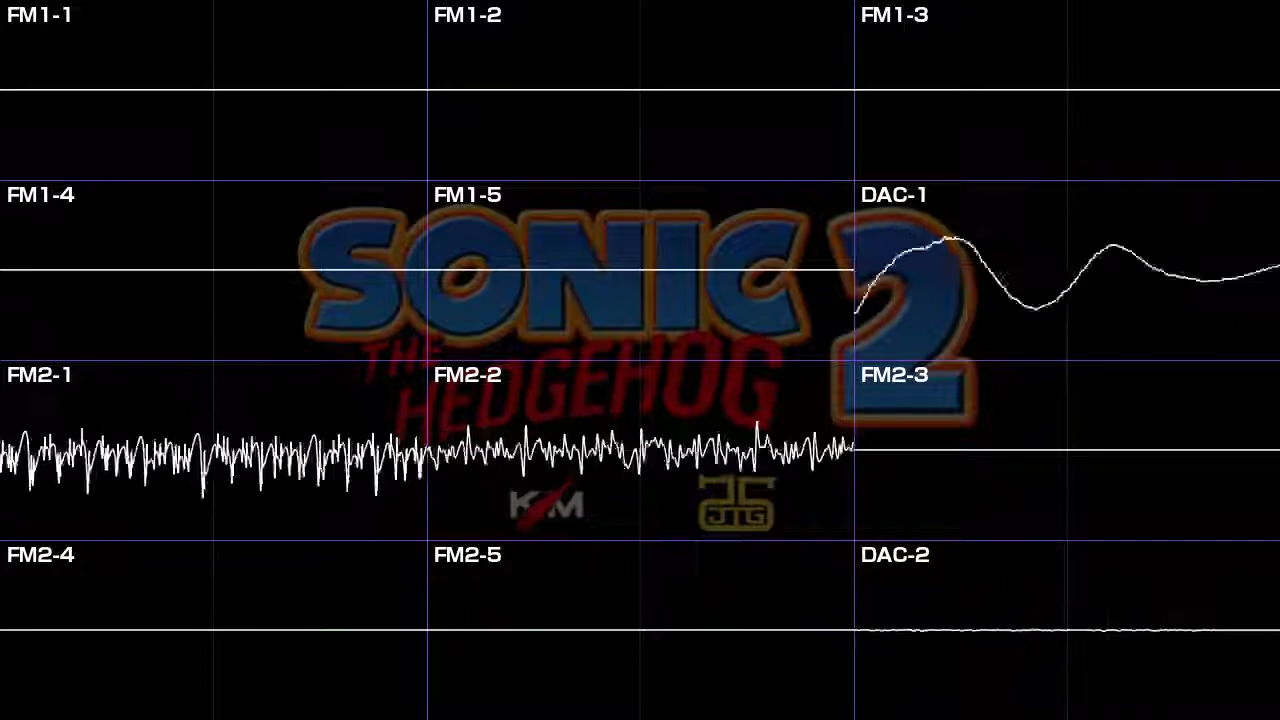 FM1-1
FM1-2
FM1-3
FM1-4
FM1-5
DAC-1
SONIC 2
THE
HEDGEHOG
FM2-1
FM2-2
FM2-3
JTG
FM2-4
FM2-5
DAC-2